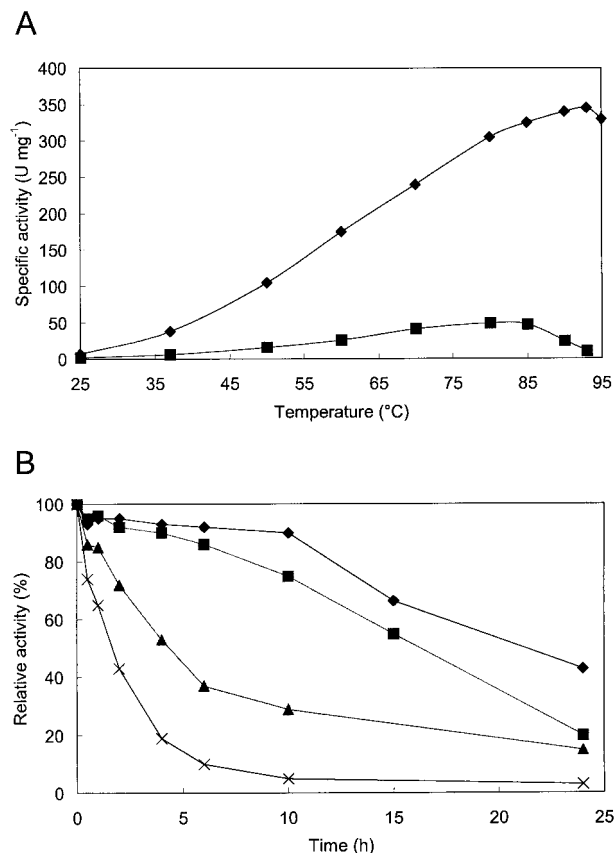 A
400
350
300
250
200
150
100
50
0
Specific activity (U mg⁻¹)
25 35 45 55 65 75 85 95
Temperature (°C)
B
100
80
60
40
20
0
Relative activity (%)
0 5 10 15 20 25
Time (h)